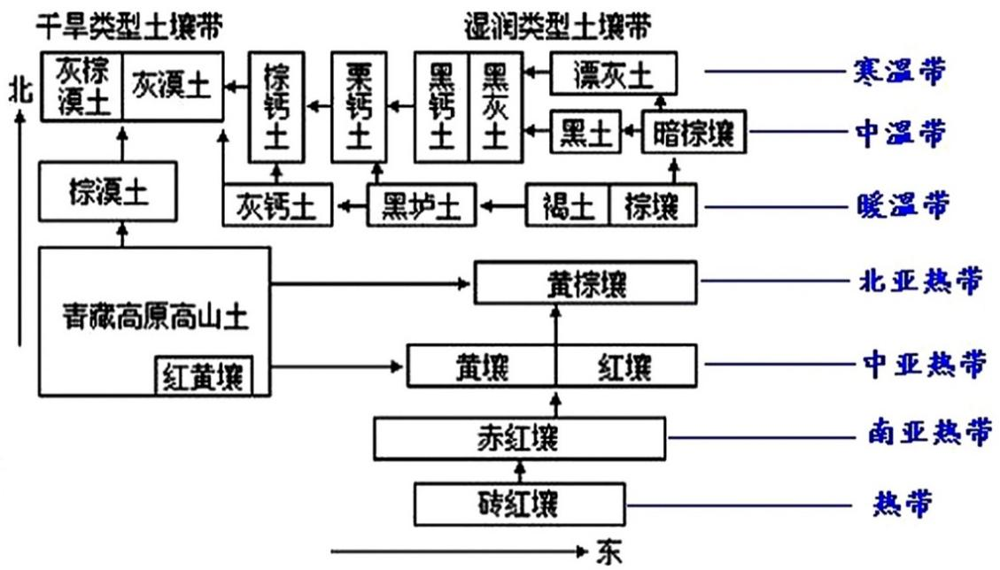 干旱类型土壤带
湿润类型土壤带
北
灰棕漠土
灰漠土
棕钙土
栗钙土
黑钙土
黑灰土
漂灰土
寒温带
黑土
暗棕壤
中温带
棕漠土
灰钙土
黑垆土
褐土
棕壤
暖温带
黄棕壤
北亚热带
青藏高原高山土
红黄壤
黄壤
红壤
中亚热带
赤红壤
南亚热带
砖红壤
热带
东